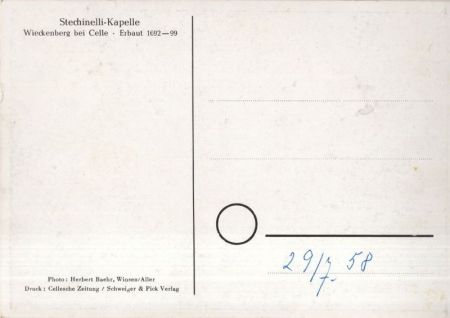 Stechinelli-Kapelle
Wieckenberg bei Celle · Erbaut 1692—99
Photo: Herbert Baehr, Winsen/Aller
Druck: Cellesche Zeitung / Schweiger & Pick Verlag
29/7. 58